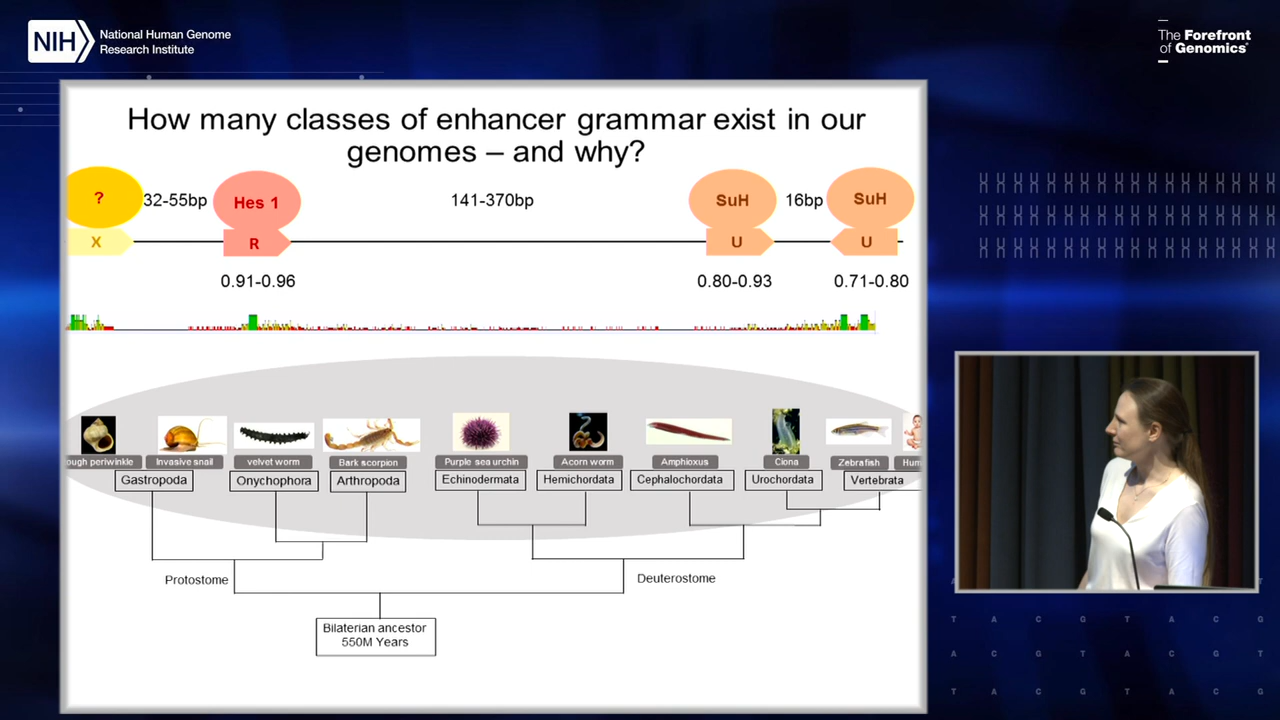 NIH
National Human Genome
Research Institute
The Forefront
of Genomics®
How many classes of enhancer grammar exist in our
genomes – and why?
? 32-55bp Hes 1 141-370bp SuH 16bp SuH
X R U U
0.91-0.96 0.80-0.93 0.71-0.80
ough periwinkle Invasive snail velvet worm Bark scorpion Purple sea urchin Acorn worm Amphioxus Ciona Zebrafish Hum
Gastropoda Onychophora Arthropoda Echinodermata Hemichordata Cephalochordata Urochordata Vertebrata
Protostome Deuterostome
Bilaterian ancestor
550M Years
T A C G T A C G
A C G T A C G T
T A C G T A C G